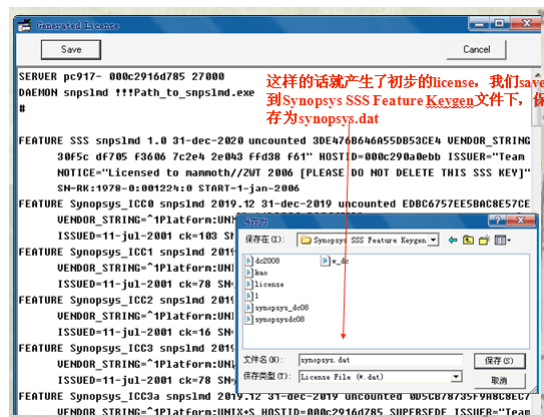 Generated License
Save
Cancel
SERVER pc917- 000c2916d785 27000
DAEMON snpslmd !!!Path_to_snpslmd.exe
#
这样的话就产生了初步的license，我们save
到Synopsys SSS Feature Keygen文件下，保
存为synopsys.dat
FEATURE SSS snpslmd 1.0 31-dec-2020 uncounted 3DE476B646A55DB53CE4 VENDOR_STRING
30f5c df705 f3606 7c2e4 2e043 ffd38 f61" HOSTID=000c290a0ebb ISSUER="Team
NOTICE="Licensed to mammoth//ZWT 2006 [PLEASE DO NOT DELETE THIS SSS KEY]"
SN=RK:1978-0:001224:0 START=1-jan-2006
FEATURE Synopsys_ICC0 snpslmd 2019.12 31-dec-2019 uncounted EDBC6757EE5BAC8E57CE
VENDOR_STRING=^1Platform:UN
ISSUED=11-jul-2001 ck=103 S
FEATURE Synopsys_ICC1 snpslmd 2019
VENDOR_STRING=^1Platform:UNI
ISSUED=11-jul-2001 ck=78 SN
FEATURE Synopsys_ICC2 snpslmd 2019
VENDOR_STRING=^1Platform:UNI
ISSUED=11-jul-2001 ck=16 SN
FEATURE Synopsys_ICC3 snpslmd 2019
VENDOR_STRING=^1Platform:UNI
ISSUED=11-jul-2001 ck=78 SN
FEATURE Synopsys_ICC3a snpslmd 2019.12 31-dec-2019 uncounted 0D5CB78735F9A8C8EC7
VENDOR_STRING=^1Platform:UNIX+S HOSTID=000c2916d785 SUPERSEDE ISSUER="Team
另存为
保存在(I):
Synopsys SSS Feature Keygen
dc2008
w_dc
kao
license
1
synopsys_dc08
synopsysdc08
文件名(N):
synopsys.dat
保存(S)
保存类型(T):
License File (*.dat)
取消